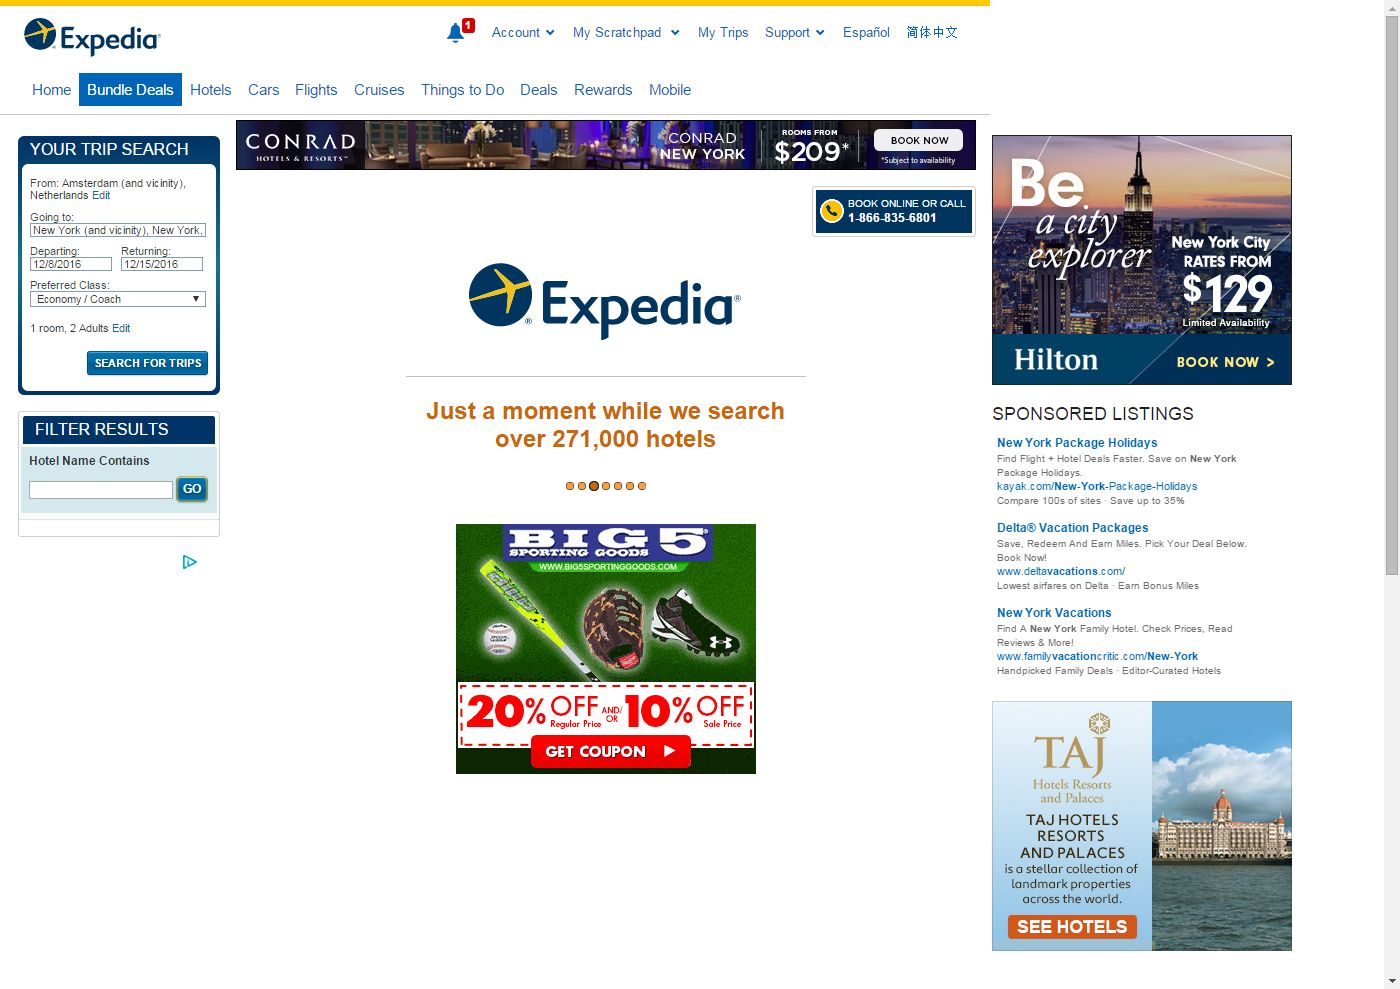 Expedia
1
Account
My Scratchpad
My Trips
Support
Español
简体中文
Home
Bundle Deals
Hotels
Cars
Flights
Cruises
Things to Do
Deals
Rewards
Mobile
YOUR TRIP SEARCH
From: Amsterdam (and vicinity),
Netherlands Edit
Going to:
New York (and vicinity), New York,
Departing: Returning:
12/8/2016 12/15/2016
Preferred Class:
Economy / Coach
1 room, 2 Adults Edit
SEARCH FOR TRIPS
FILTER RESULTS
Hotel Name Contains
GO
CONRAD
HOTELS & RESORTS™
CONRAD
NEW YORK
ROOMS FROM
$209*
BOOK NOW
*Subject to availability
BOOK ONLINE OR CALL
1-866-835-6801
Expedia®
Just a moment while we search
over 271,000 hotels
BIG 5®
SPORTING GOODS
WWW.BIG5SPORTINGGOODS.COM
20% OFF
Regular Price
AND/
OR
10% OFF
Sale Price
GET COUPON
Be
a city
explorer
New York City
RATES FROM
$129
Limited Availability
Hilton
BOOK NOW >
SPONSORED LISTINGS
New York Package Holidays
Find Flight + Hotel Deals Faster. Save on New York
Package Holidays.
kayak.com/New-York-Package-Holidays
Compare 100s of sites · Save up to 35%
Delta® Vacation Packages
Save, Redeem And Earn Miles. Pick Your Deal Below.
Book Now!
www.deltavacations.com/
Lowest airfares on Delta · Earn Bonus Miles
New York Vacations
Find A New York Family Hotel. Check Prices, Read
Reviews & More!
www.familyvacationcritic.com/New-York
Handpicked Family Deals · Editor-Curated Hotels
TAJ
Hotels Resorts
and Palaces
TAJ HOTELS
RESORTS
AND PALACES
is a stellar collection of
landmark properties
across the world.
SEE HOTELS